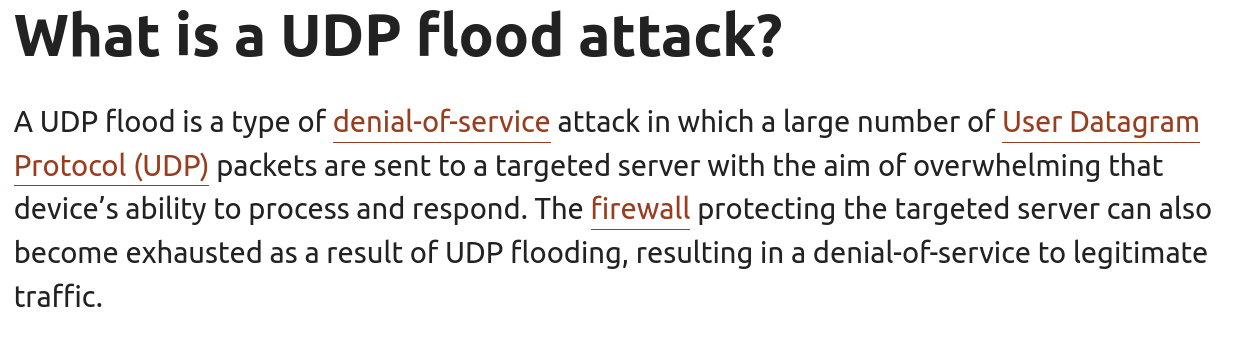 What is a UDP flood attack?
A UDP flood is a type of denial-of-service attack in which a large number of User Datagram
Protocol (UDP) packets are sent to a targeted server with the aim of overwhelming that
device’s ability to process and respond. The firewall protecting the targeted server can also
become exhausted as a result of UDP flooding, resulting in a denial-of-service to legitimate
traffic.